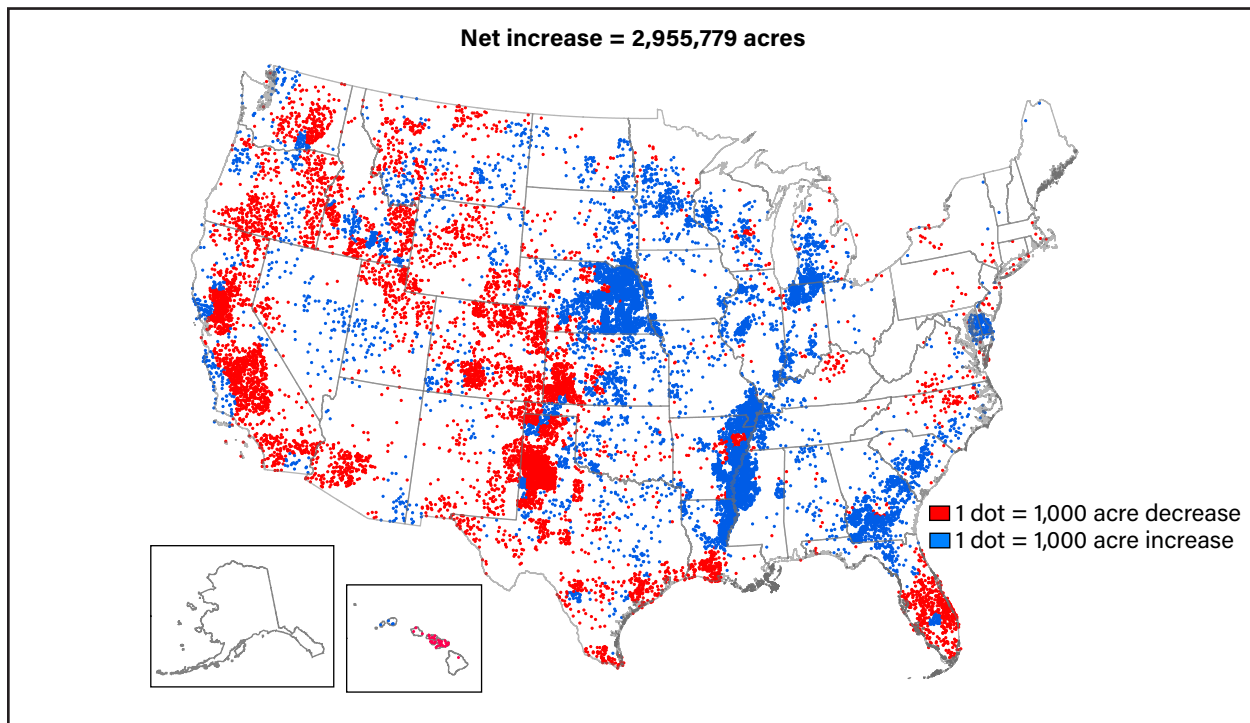 Net increase = 2,955,779 acres
1 dot = 1,000 acre decrease
1 dot = 1,000 acre increase